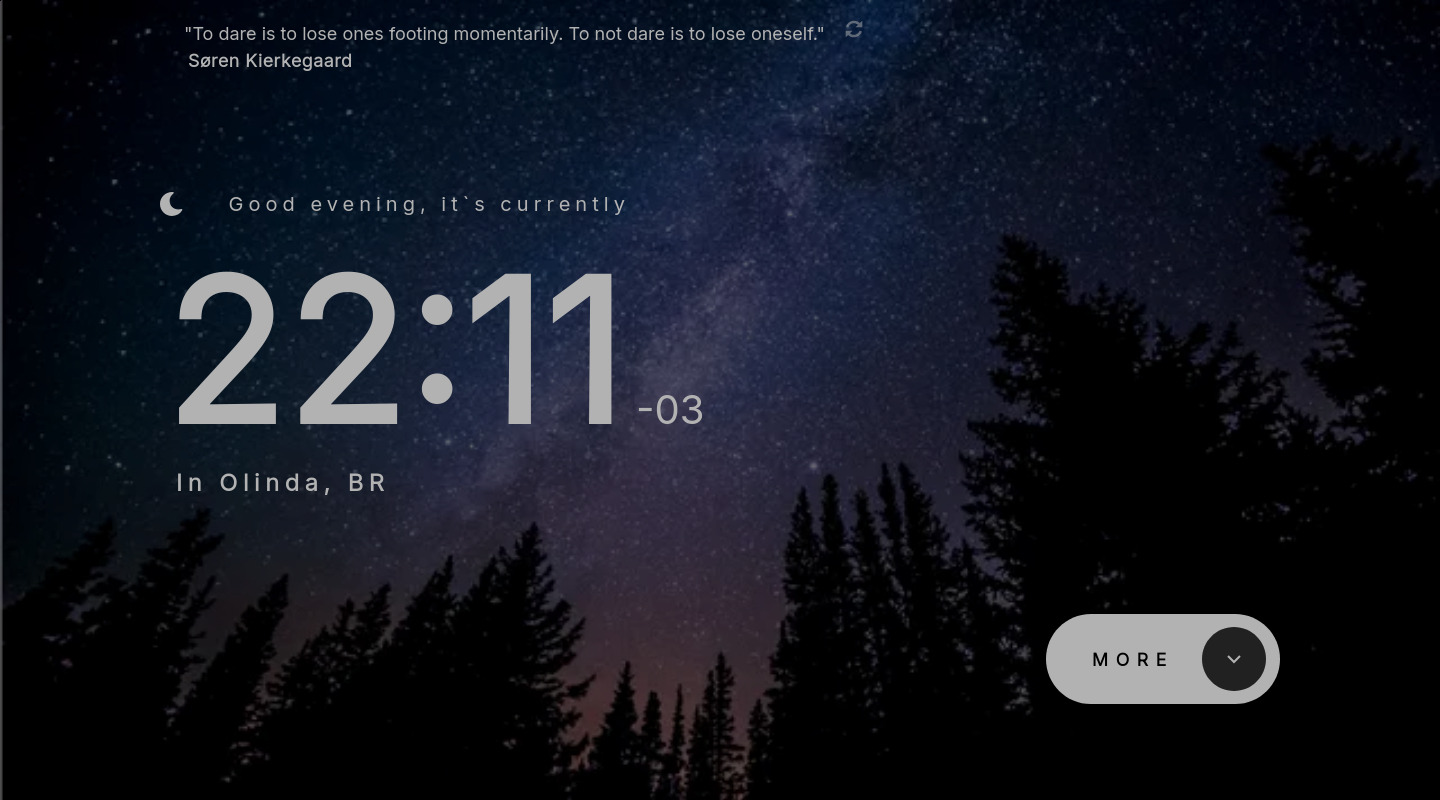 "To dare is to lose ones footing momentarily. To not dare is to lose oneself."
Søren Kierkegaard
Good evening, it`s currently
22:11 -03
In Olinda, BR
MORE